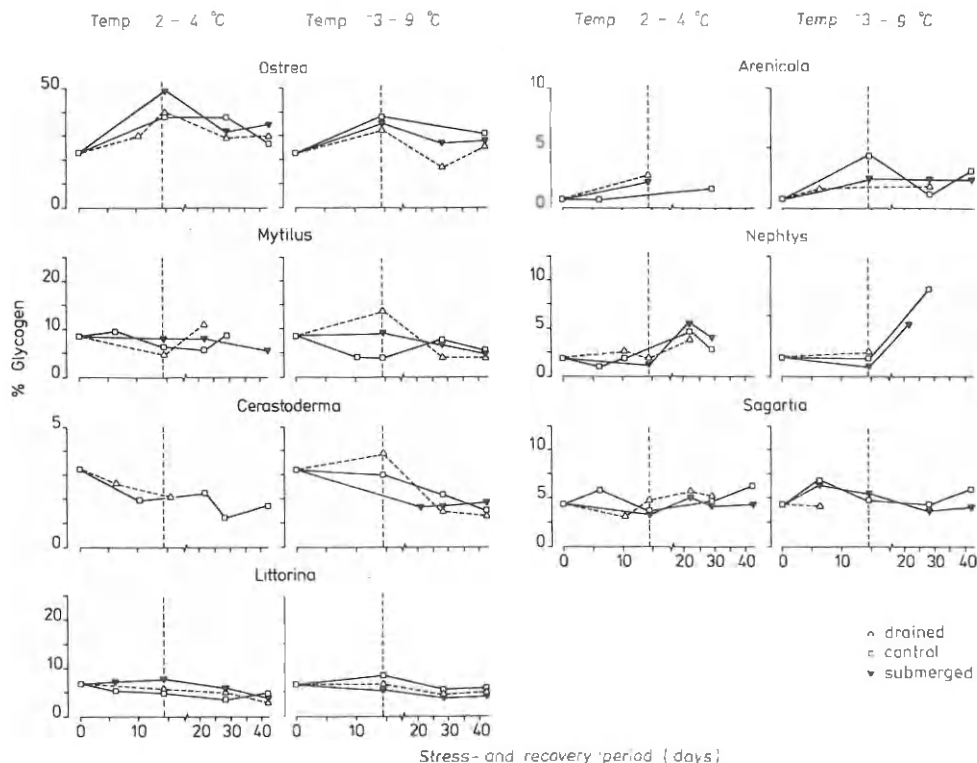 Temp 2 - 4 °C Temp -3 - 9 °C Temp 2 - 4 °C Temp -3 - 9 °C
Ostrea Arenicola
50
0
10
5
0
Mytilus Nephtys
20
10
0
10
5
0
% Glycogen
Cerastoderma Sagartia
5
0
10
5
0
0 10 20 30 40 0 10 20 30 40
Littorina
20
10
0
0 10 20 30 40 0 10 20 30 40
drained
control
submerged
Stress- and recovery period (days)